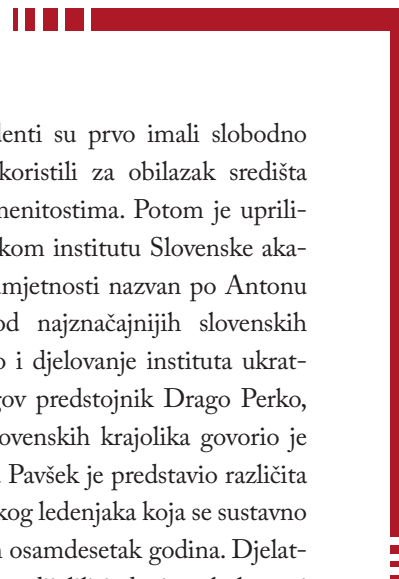 denti su prvo imali slobodno
koristili za obilazak središta
menitostima. Potom je uprili-
kom institutu Slovenske aka-
umjetnosti nazvan po Antonu
od najznačajnijih slovenskih
o i djelovanje instituta ukrat-
gov predstojnik Drago Perko,
lovenskih krajolika govorio je
Pavšek je predstavio različita
kog ledenjaka koja se sustavno
osamdesetak godina. Djelat-